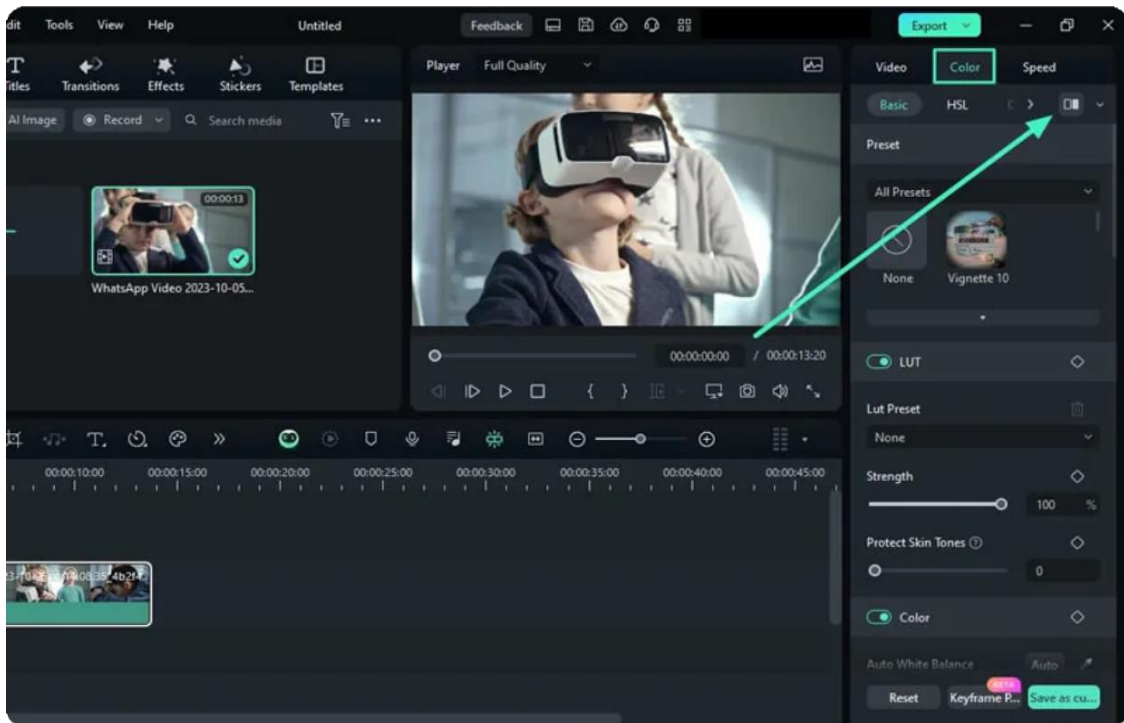 dit Tools View Help Untitled Feedback Export
Titles Transitions Effects Stickers Templates
AI Image Record Search media
00:00:13
WhatsApp Video 2023-10-05...
Player Full Quality
00:00:00:00 / 00:00:13:20
Video Color Speed
Basic HSL C
Preset
All Presets
None Vignette 10
LUT
Lut Preset
None
Strength
100 %
Protect Skin Tones
0
Color
Auto White Balance Auto
BETA
Reset Keyframe P... Save as cu...
00:00:10:00 00:00:15:00 00:00:20:00 00:00:25:00 00:00:30:00 00:00:35:00 00:00:40:00 00:00:45:00